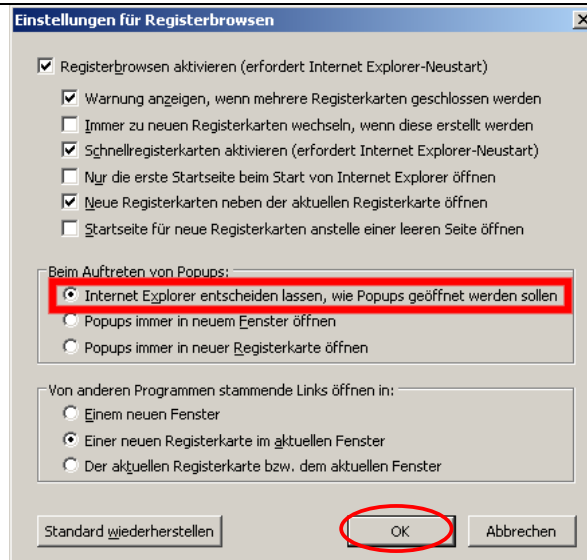 Einstellungen für Registerbrowsen
Registerbrowsen aktivieren (erfordert Internet Explorer-Neustart)
Warnung anzeigen, wenn mehrere Registerkarten geschlossen werden
Immer zu neuen Registerkarten wechseln, wenn diese erstellt werden
Schnellregisterkarten aktivieren (erfordert Internet Explorer-Neustart)
Nur die erste Startseite beim Start von Internet Explorer öffnen
Neue Registerkarten neben der aktuellen Registerkarte öffnen
Startseite für neue Registerkarten anstelle einer leeren Seite öffnen
Beim Auftreten von Popups:
Internet Explorer entscheiden lassen, wie Popups geöffnet werden sollen
Popups immer in neuem Fenster öffnen
Popups immer in neuer Registerkarte öffnen
Von anderen Programmen stammende Links öffnen in:
Einem neuen Fenster
Einer neuen Registerkarte im aktuellen Fenster
Der aktuellen Registerkarte bzw. dem aktuellen Fenster
Standard wiederherstellen OK Abbrechen